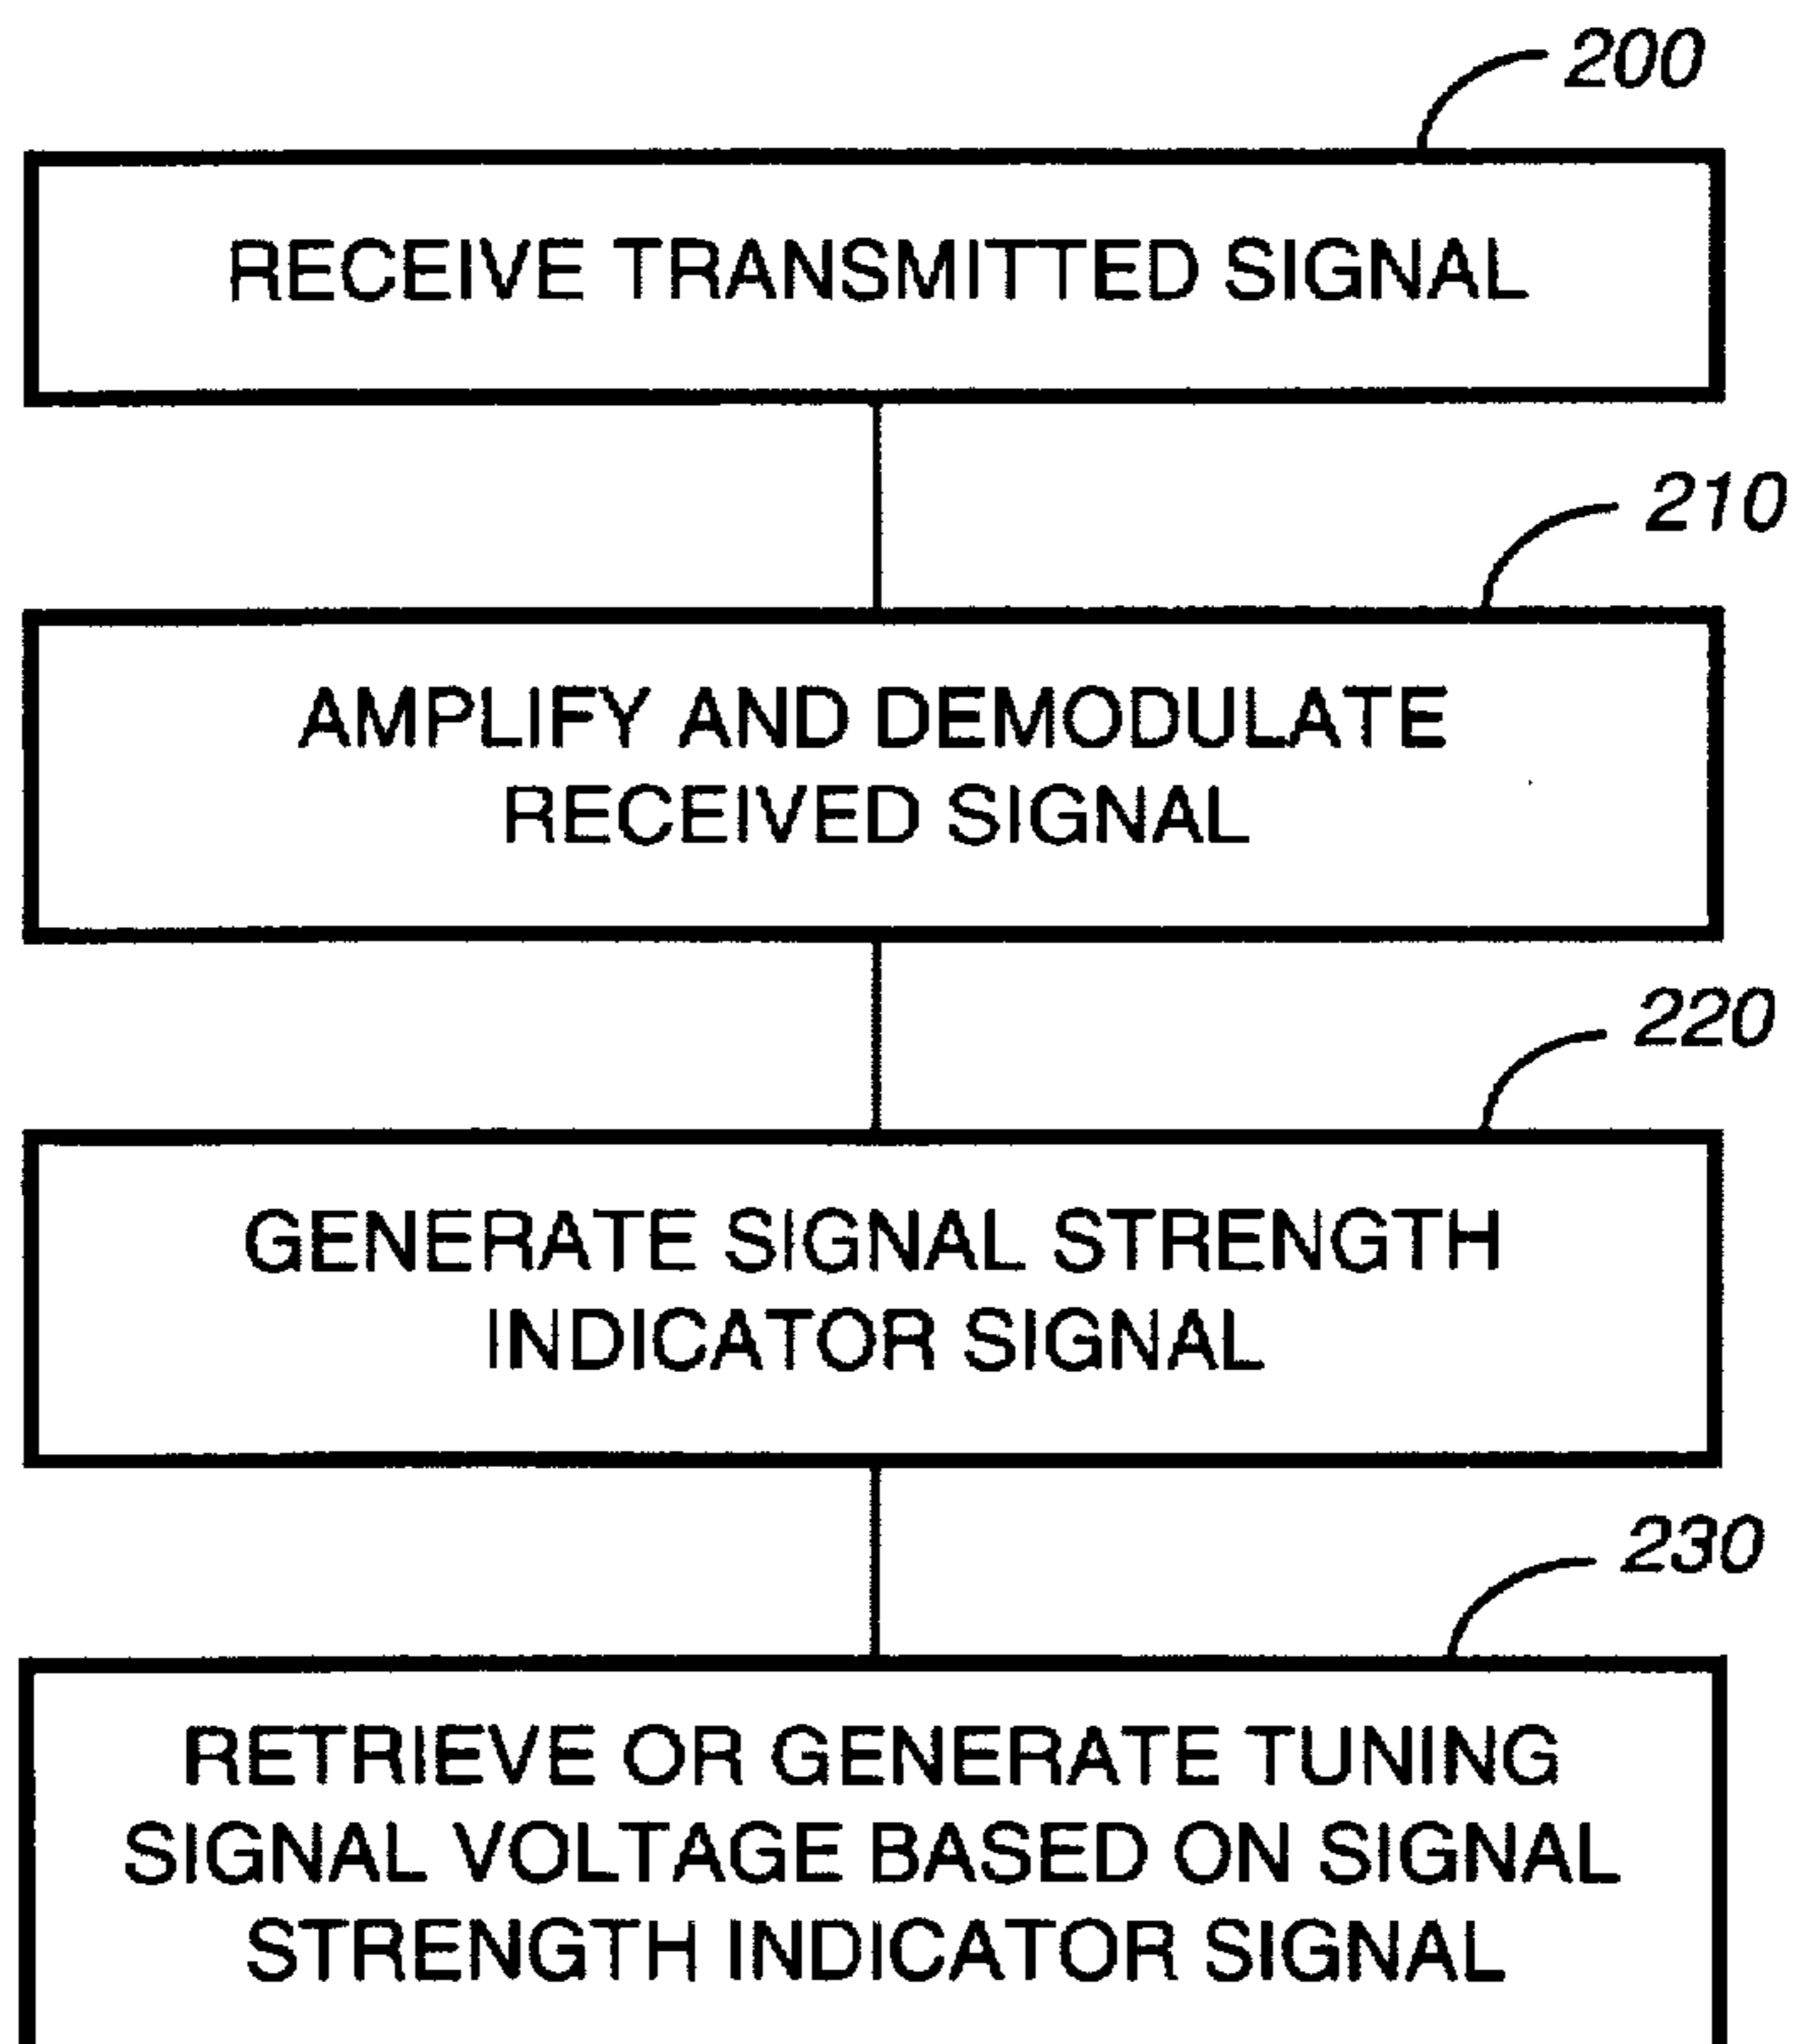 200
RECEIVE TRANSMITTED SIGNAL
210
AMPLIFY AND DEMODULATE
RECEIVED SIGNAL
220
GENERATE SIGNAL STRENGTH
INDICATOR SIGNAL
230
RETRIEVE OR GENERATE TUNING
SIGNAL VOLTAGE BASED ON SIGNAL
STRENGTH INDICATOR SIGNAL